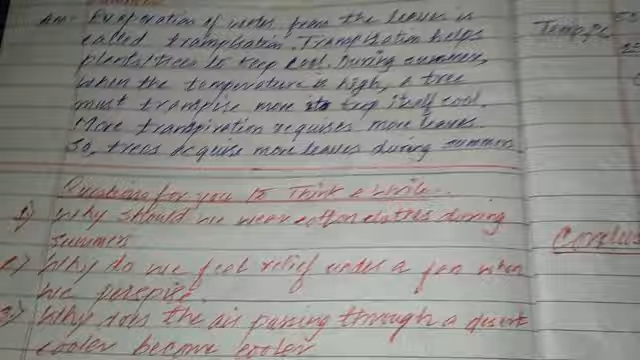 Ans- Evaporation of water from the leaves is
called transpiration. Transpiration helps
plants/trees to keep cool. During summer,
when the temperature is high, a tree
must transpire more to keep itself cool.
More transpiration requires more leaves.
So, trees acquire more leaves during summer.
Questions for you to Think a while..
1) Why should we wear cotton clothes during
summer
2) Why do we feel relief under a fan when
we perspire.
3) Why does the air passing through a desert
cooler become cooler